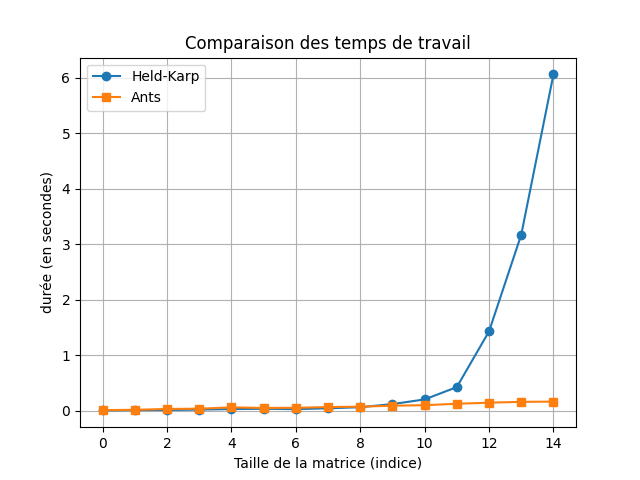 Comparaison des temps de travail
Held-Karp
Ants
durée (en secondes)
6
5
4
3
2
1
0
0 2 4 6 8 10 12 14
Taille de la matrice (indice)